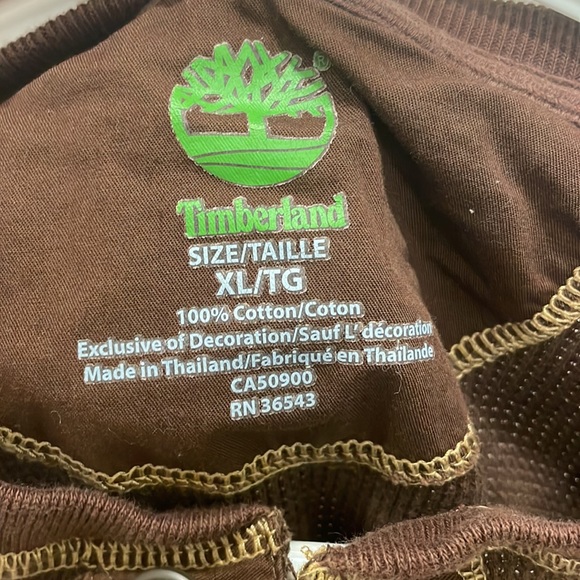 ®
Timberland
SIZE/TAILLE
XL/TG
100% Cotton/Coton
Exclusive of Decoration/Sauf L' décoration
Made in Thailand/Fabriqué en Thaïlande
CA50900
RN 36543